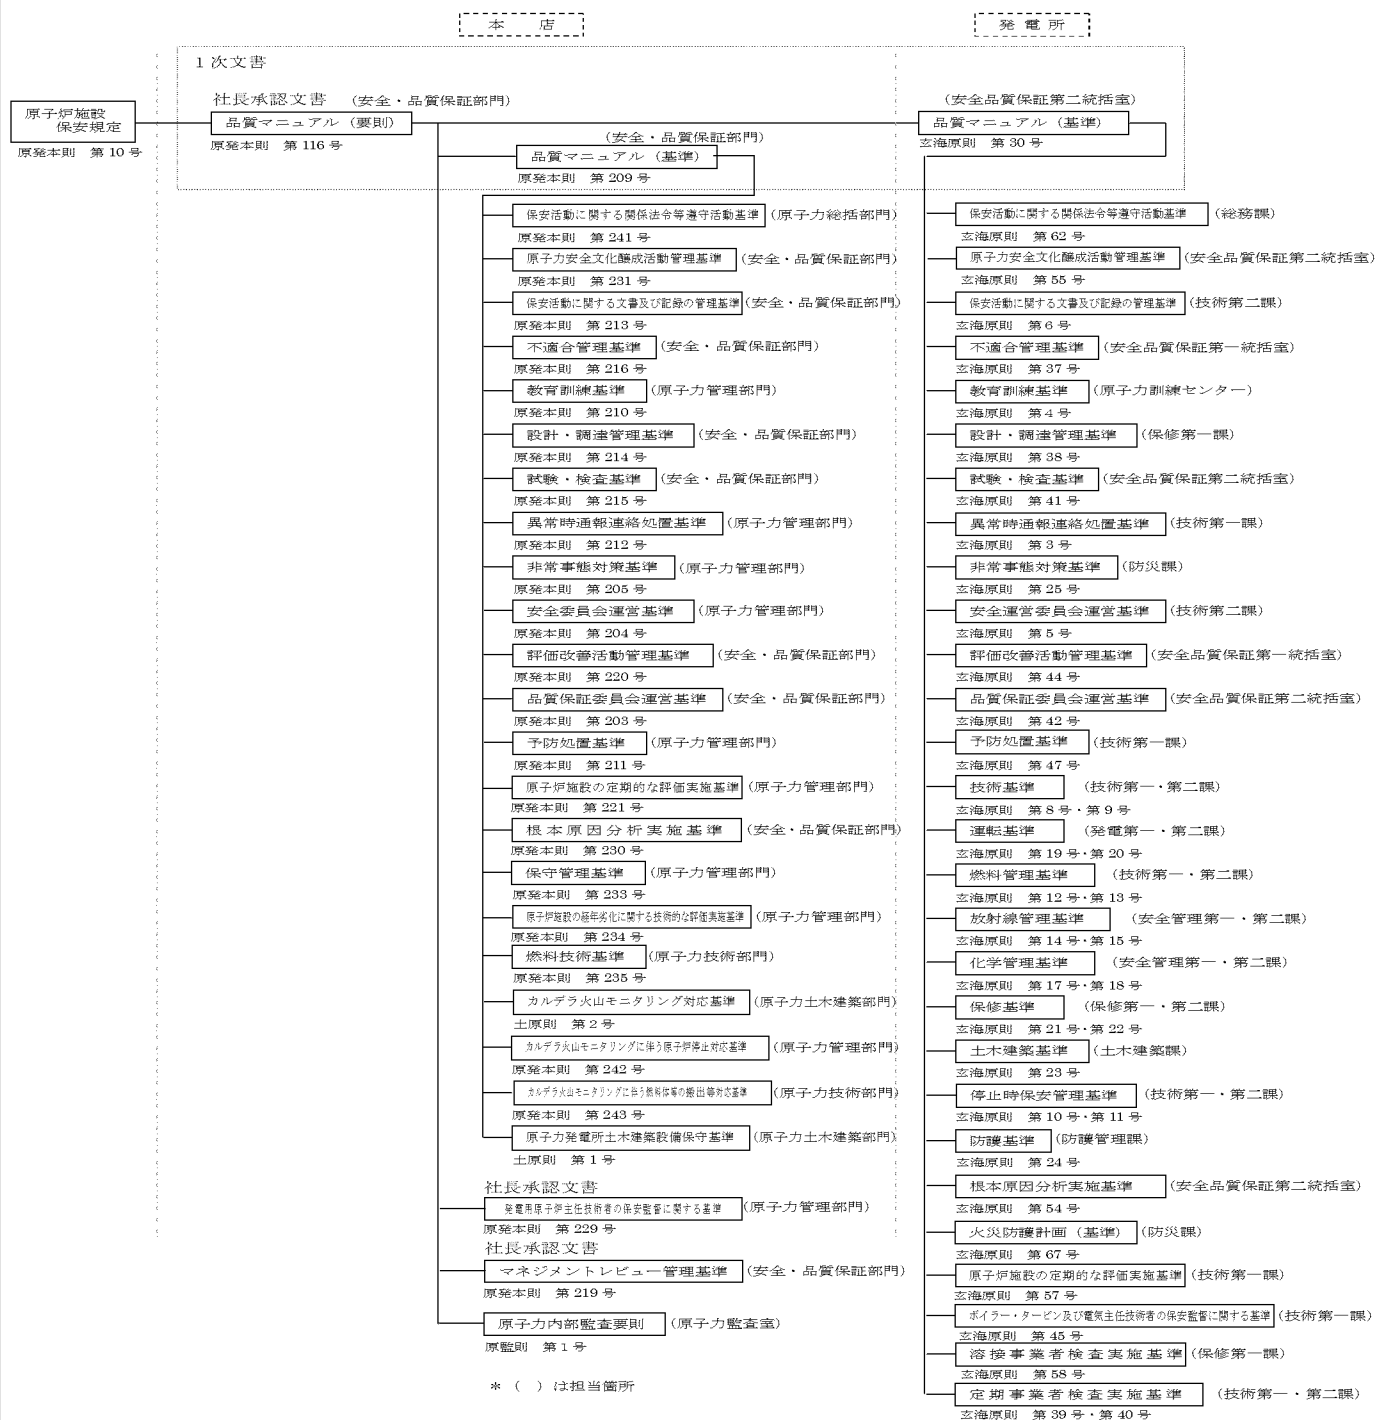 本　店
発 電 所
1 次文書
原子炉施設
保安規定
原発本則　第 10 号
社長承認文書　(安全・品質保証部門)
品質マニュアル (要則)
原発本則　第 116 号
(安全・品質保証部門)
品質マニュアル (基準)
原発本則　第 209 号
(安全品質保証第二統括室)
品質マニュアル (基準)
玄海原則　第 30 号
保安活動に関する関係法令等遵守活動基準 (原子力総括部門)
原発本則　第 241 号
原子力安全文化醸成活動管理基準 (安全・品質保証部門)
原発本則　第 231 号
保安活動に関する文書及び記録の管理基準 (安全・品質保証部門)
原発本則　第 213 号
不適合管理基準 (安全・品質保証部門)
原発本則　第 216 号
教育訓練基準 (原子力管理部門)
原発本則　第 210 号
設計・調達管理基準 (安全・品質保証部門)
原発本則　第 214 号
試験・検査基準 (安全・品質保証部門)
原発本則　第 215 号
異常時通報連絡処置基準 (原子力管理部門)
原発本則　第 212 号
非常事態対策基準 (原子力管理部門)
原発本則　第 205 号
安全委員会運営基準 (原子力管理部門)
原発本則　第 204 号
評価改善活動管理基準 (安全・品質保証部門)
原発本則　第 220 号
品質保証委員会運営基準 (安全・品質保証部門)
原発本則　第 203 号
予防処置基準 (原子力管理部門)
原発本則　第 211 号
原子炉施設の定期的な評価実施基準 (原子力管理部門)
原発本則　第 221 号
根本原因分析実施基準 (安全・品質保証部門)
原発本則　第 230 号
保守管理基準 (原子力管理部門)
原発本則　第 233 号
原子炉施設の経年劣化に関する技術的な評価実施基準 (原子力管理部門)
原発本則　第 234 号
燃料技術基準 (原子力技術部門)
原発本則　第 235 号
カルデラ火山モニタリング対応基準 (原子力土木建築部門)
土原則　第 2 号
カルデラ火山モニタリングに伴う原子炉停止対応基準 (原子力管理部門)
原発本則　第 242 号
カルデラ火山モニタリングに伴う燃料体等の搬出等対応基準 (原子力技術部門)
原発本則　第 243 号
原子力発電所土木建築設備保守基準 (原子力土木建築部門)
土原則　第 1 号
社長承認文書
発電用原子炉主任技術者の保安監督に関する基準 (原子力管理部門)
原発本則　第 229 号
社長承認文書
マネジメントレビュー管理基準 (安全・品質保証部門)
原発本則　第 219 号
原子力内部監査要則 (原子力監査室)
原監則　第 1 号
＊ (　) は担当箇所
保安活動に関する関係法令等遵守活動基準 (総務課)
玄海原則　第 62 号
原子力安全文化醸成活動管理基準 (安全品質保証第二統括室)
玄海原則　第 55 号
保安活動に関する文書及び記録の管理基準 (技術第二課)
玄海原則　第 6 号
不適合管理基準 (安全品質保証第一統括室)
玄海原則　第 37 号
教育訓練基準 (原子力訓練センター)
玄海原則　第 4 号
設計・調達管理基準 (保修第一課)
玄海原則　第 38 号
試験・検査基準 (安全品質保証第二統括室)
玄海原則　第 41 号
異常時通報連絡処置基準 (技術第一課)
玄海原則　第 3 号
非常事態対策基準 (防災課)
玄海原則　第 25 号
安全運営委員会運営基準 (技術第二課)
玄海原則　第 5 号
評価改善活動管理基準 (安全品質保証第一統括室)
玄海原則　第 44 号
品質保証委員会運営基準 (安全品質保証第二統括室)
玄海原則　第 42 号
予防処置基準 (技術第一課)
玄海原則　第 47 号
技術基準　(技術第一・第二課)
玄海原則　第 8 号・第 9 号
運転基準　(発電第一・第二課)
玄海原則　第 19 号・第 20 号
燃料管理基準　(技術第一・第二課)
玄海原則　第 12 号・第 13 号
放射線管理基準　(安全管理第一・第二課)
玄海原則　第 14 号・第 15 号
化学管理基準　(安全管理第一・第二課)
玄海原則　第 17 号・第 18 号
保修基準　(保修第一・第二課)
玄海原則　第 21 号・第 22 号
土木建築基準 (土木建築課)
玄海原則　第 23 号
停止時保安管理基準 (技術第一・第二課)
玄海原則　第 10 号・第 11 号
防護基準 (防護管理課)
玄海原則　第 24 号
根本原因分析実施基準 (安全品質保証第二統括室)
玄海原則　第 54 号
火災防護計画 (基準) (防災課)
玄海原則　第 67 号
原子炉施設の定期的な評価実施基準 (技術第一課)
玄海原則　第 57 号
ボイラー・タービン及び電気主任技術者の保安監督に関する基準 (技術第一課)
玄海原則　第 45 号
溶接事業者検査実施基準 (保修第一課)
玄海原則　第 58 号
定期事業者検査実施基準　(技術第一・第二課)
玄海原則　第 39 号・第 40 号